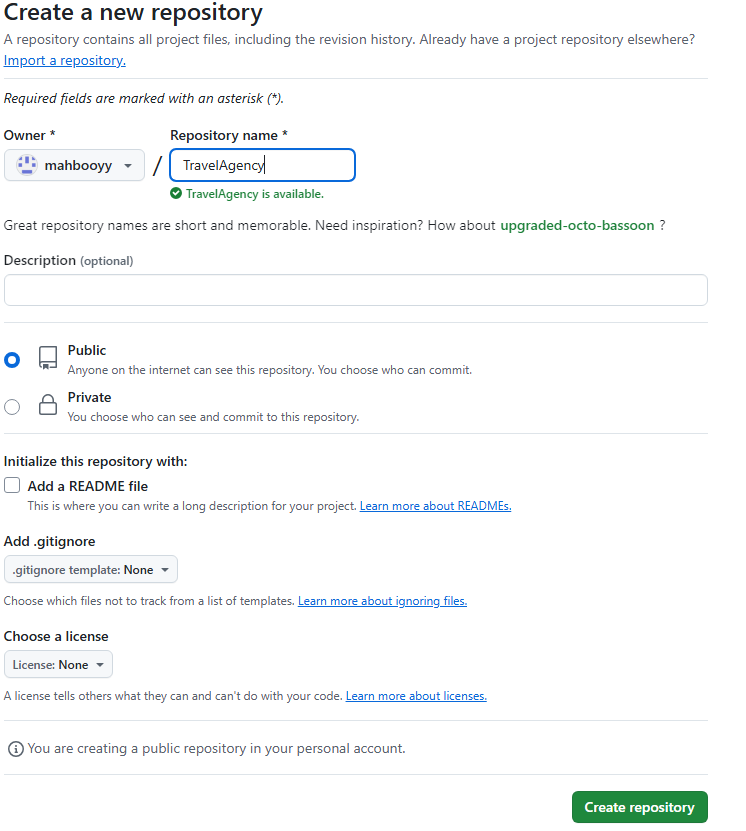 Create a new repository
A repository contains all project files, including the revision history. Already have a project repository elsewhere?
Import a repository.
Required fields are marked with an asterisk (*).
Owner * Repository name *
mahbooyy / TravelAgency
TravelAgency is available.
Great repository names are short and memorable. Need inspiration? How about upgraded-octo-bassoon ?
Description (optional)
Public
Anyone on the internet can see this repository. You choose who can commit.
Private
You choose who can see and commit to this repository.
Initialize this repository with:
Add a README file
This is where you can write a long description for your project. Learn more about READMEs.
Add .gitignore
.gitignore template: None
Choose which files not to track from a list of templates. Learn more about ignoring files.
Choose a license
License: None
A license tells others what they can and can't do with your code. Learn more about licenses.
You are creating a public repository in your personal account.
Create repository